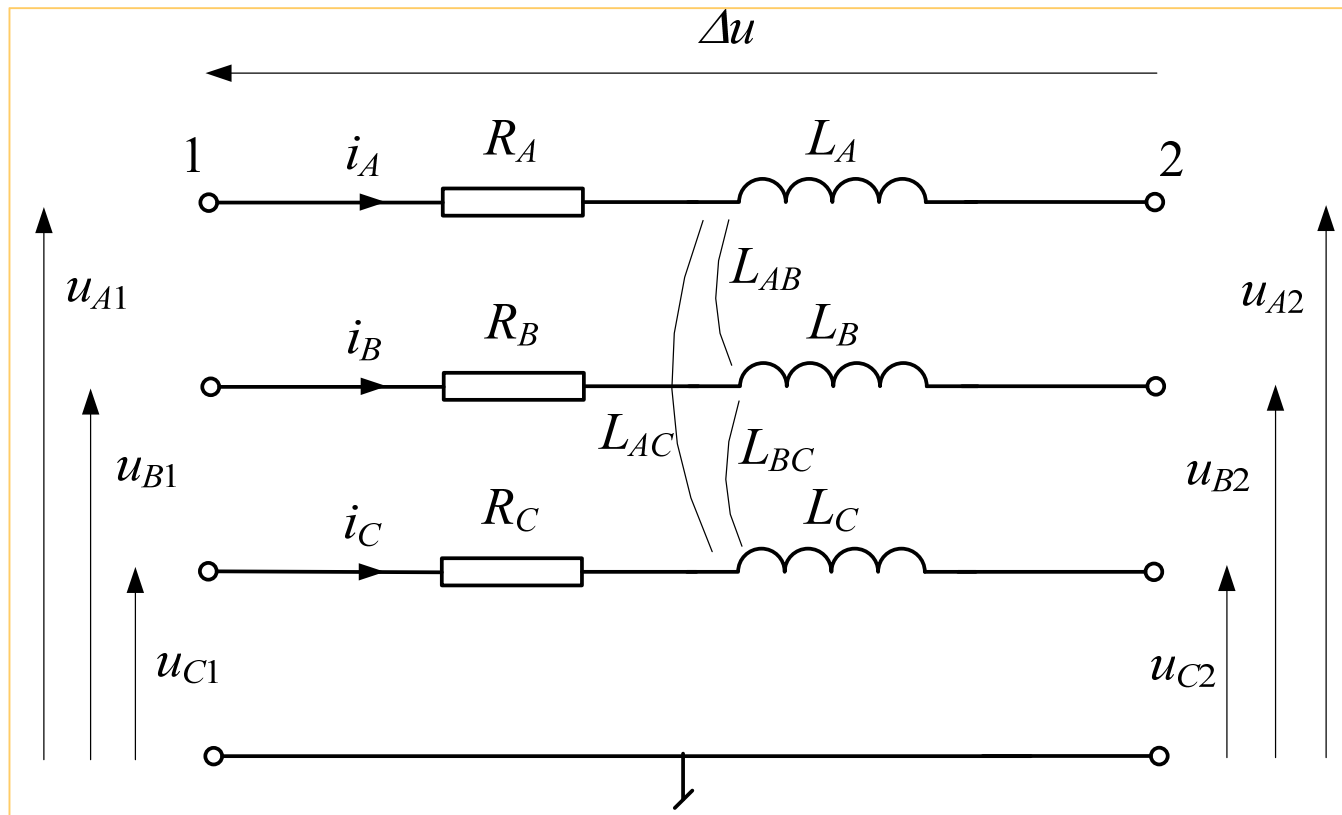 Δu
1 i_A R_A L_A 2
u_A1 L_AB u_A2
i_B R_B L_B
u_B1 L_AC L_BC u_B2
i_C R_C L_C
u_C1 u_C2